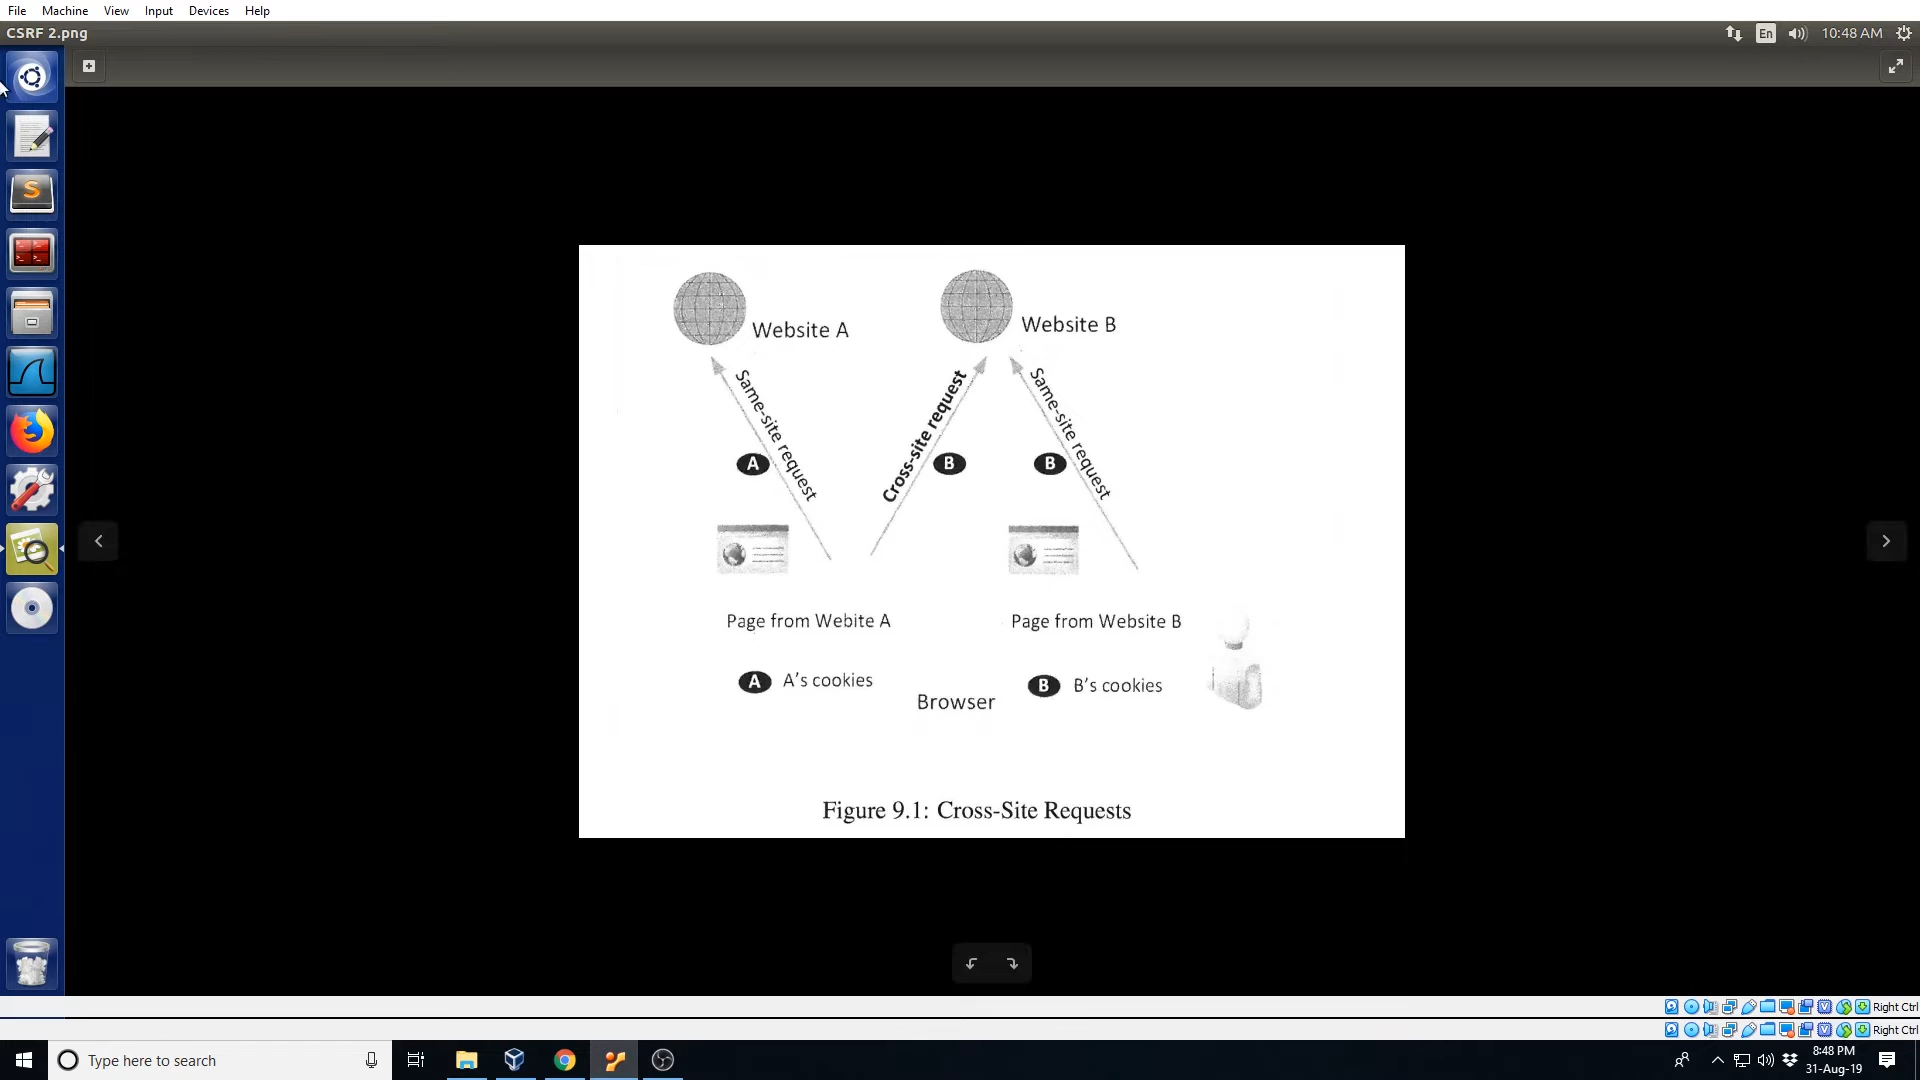 File Machine View Input Devices Help
CSRF 2.png
En
10:48 AM
S
Website A
Website B
Same-site request
Cross-site request
Same-site request
A
B
B
Page from Webite A
Page from Website B
A A's cookies
B B's cookies
Browser
Figure 9.1: Cross-Site Requests
Right Ctrl
Right Ctrl
Type here to search
8:48 PM
31-Aug-19